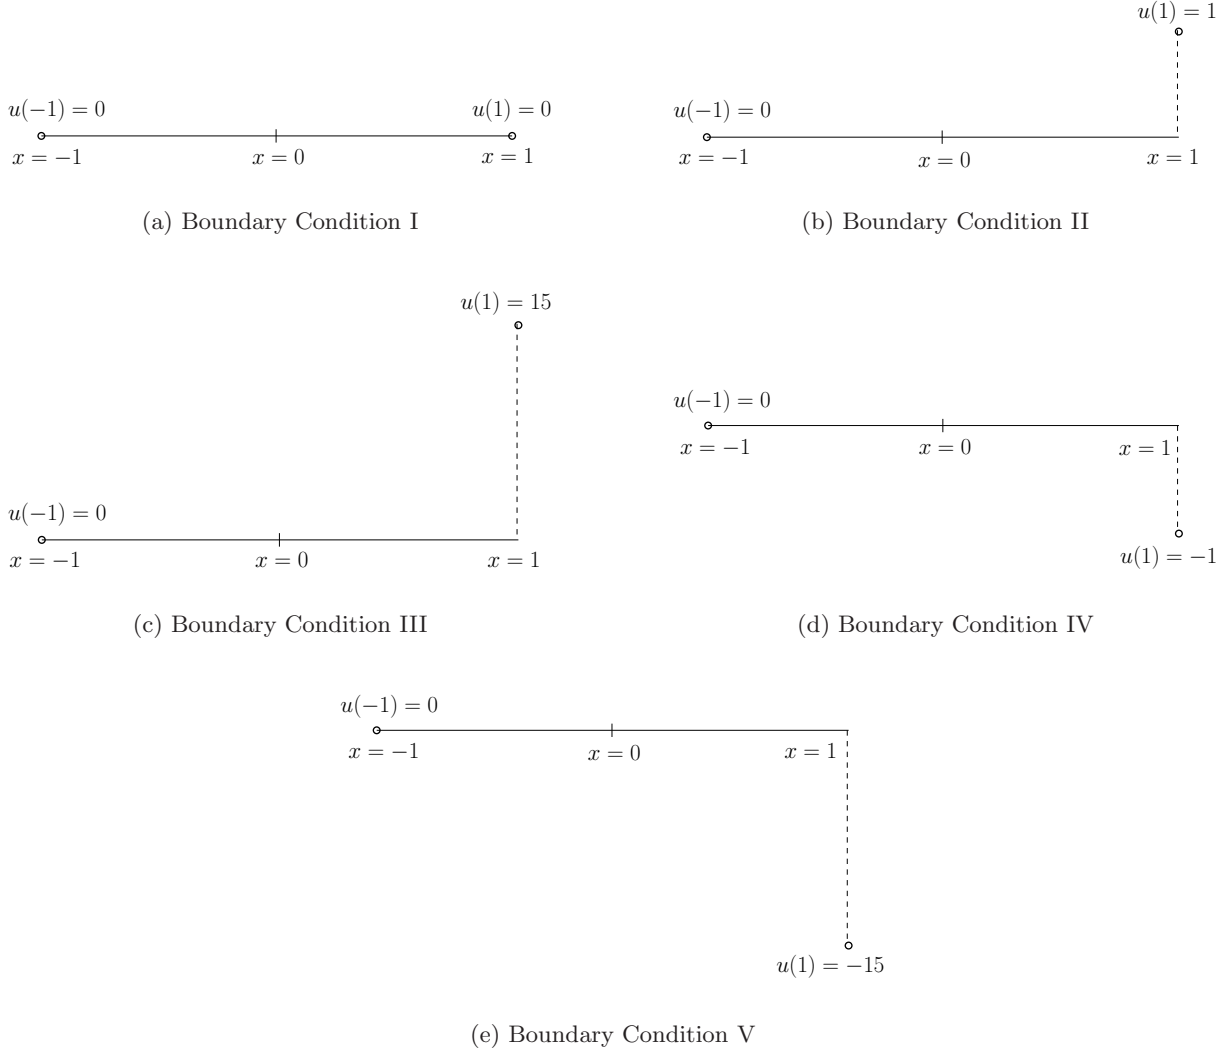 u(1) = 1
u(−1) = 0 u(1) = 0 u(−1) = 0
x = −1 x = 0 x = 1 x = −1 x = 0 x = 1
(a) Boundary Condition I (b) Boundary Condition II
u(1) = 15
u(−1) = 0
x = −1 x = 0 x = 1
u(−1) = 0
x = −1 x = 0 x = 1
u(1) = −1
(c) Boundary Condition III (d) Boundary Condition IV
u(−1) = 0
x = −1 x = 0 x = 1
u(1) = −15
(e) Boundary Condition V